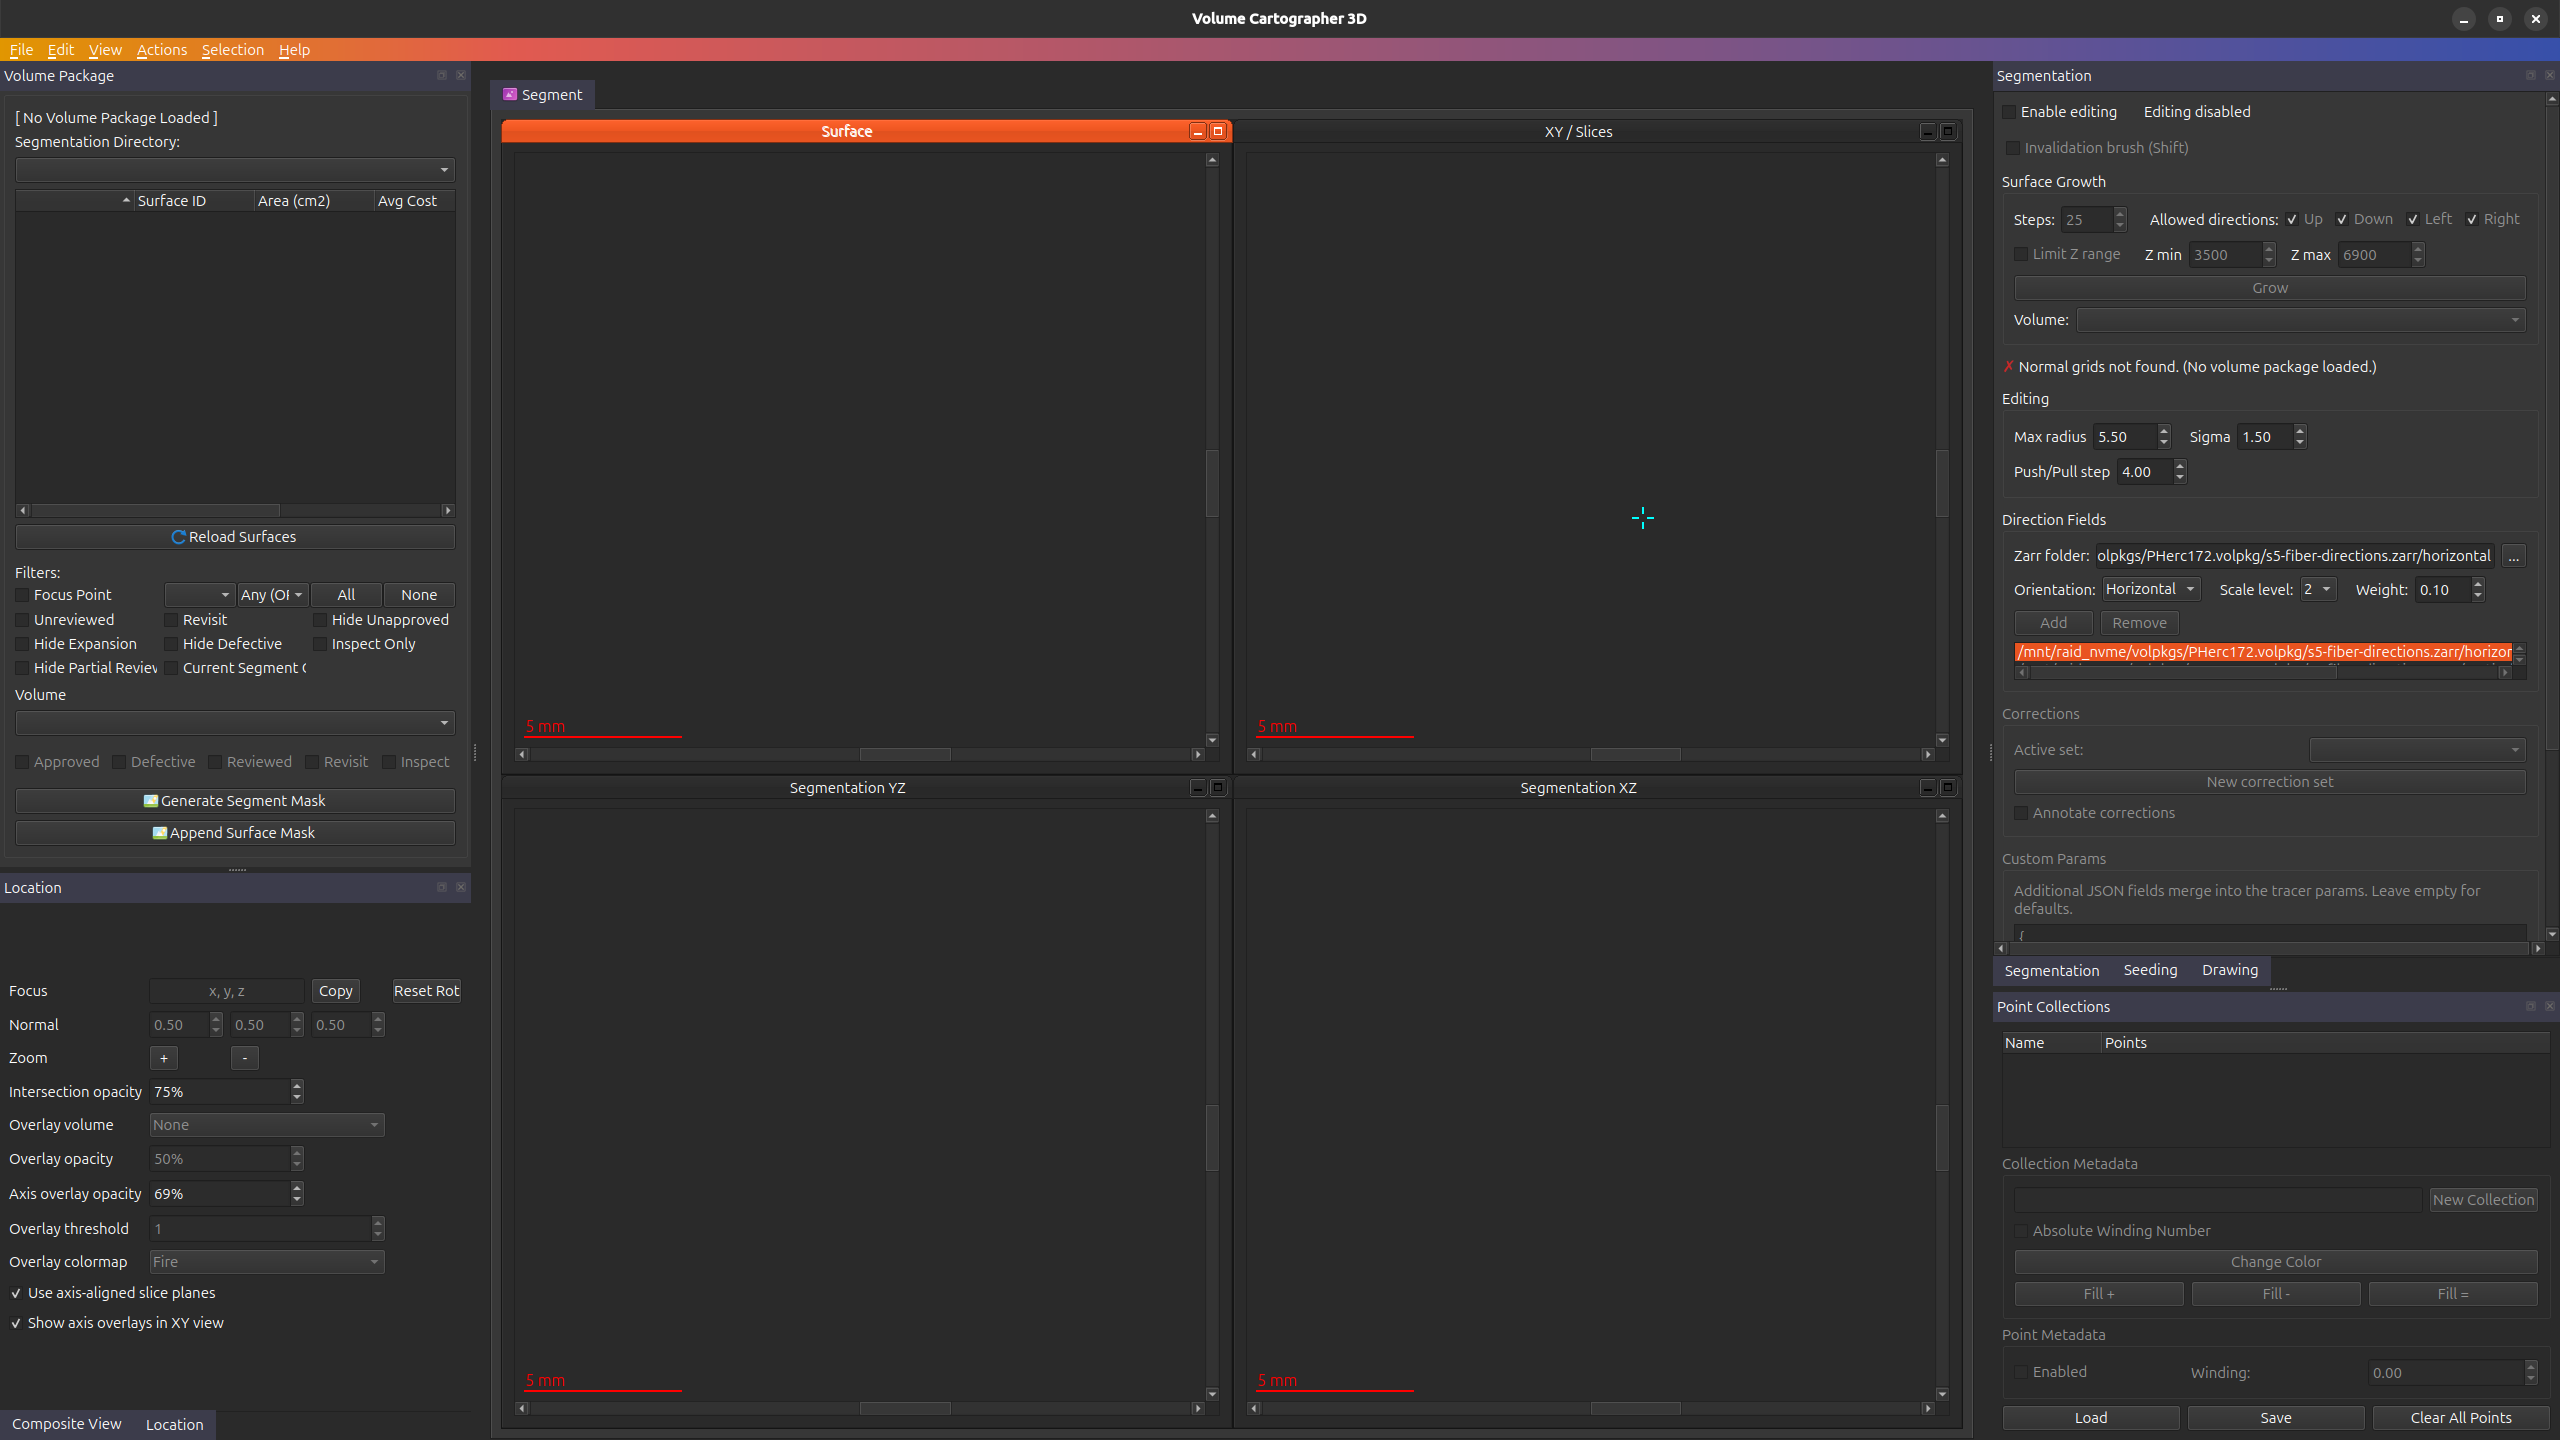 Volume Cartographer 3D
File Edit View Actions Selection Help
Volume Package
[ No Volume Package Loaded ]
Segmentation Directory:
Surface ID Area (cm2) Avg Cost
Reload Surfaces
Filters:
Focus Point Any (OI All None
Unreviewed Revisit Hide Unapproved
Hide Expansion Hide Defective Inspect Only
Hide Partial Review Current Segment
Volume
Approved Defective Reviewed Revisit Inspect
Generate Segment Mask
Append Surface Mask
Location
Focus x, y, z Copy Reset Rot
Normal 0.50 0.50 0.50
Zoom + -
Intersection opacity 75%
Overlay volume None
Overlay opacity 50%
Axis overlay opacity 69%
Overlay threshold 1
Overlay colormap Fire
Use axis-aligned slice planes
Show axis overlays in XY view
Composite View Location
Segment
Surface
5 mm
XY / Slices
5 mm
Segmentation YZ
5 mm
Segmentation XZ
5 mm
Segmentation
Enable editing Editing disabled
Invalidation brush (Shift)
Surface Growth
Steps: 25 Allowed directions: Up Down Left Right
Limit Z range Z min 3500 Z max 6900
Grow
Volume:
✗ Normal grids not found. (No volume package loaded.)
Editing
Max radius 5.50 Sigma 1.50
Push/Pull step 4.00
Direction Fields
Zarr folder: olpkgs/PHerc172.volpkg/s5-fiber-directions.zarr/horizontal ...
Orientation: Horizontal Scale level: 2 Weight: 0.10
Add Remove
/mnt/raid_nvme/volpkgs/PHerc172.volpkg/s5-fiber-directions.zarr/horizor
Corrections
Active set:
New correction set
Annotate corrections
Custom Params
Additional JSON fields merge into the tracer params. Leave empty for
defaults.
{
Segmentation Seeding Drawing
Point Collections
Name Points
Collection Metadata
New Collection
Absolute Winding Number
Change Color
Fill + Fill - Fill =
Point Metadata
Enabled Winding: 0.00
Load Save Clear All Points